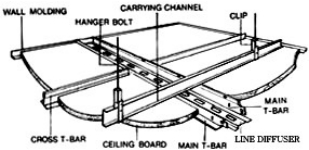 WALL MOLDING
CARRYING CHANNEL
CLIP
HANGER BOLT
MAIN
T-BAR
CROSS T-BAR
CEILING BOARD
MAIN T-BAR
LINE DIFFUSER